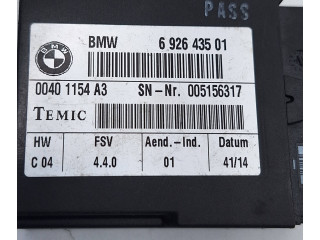 PASS
BMW 6 926 435 01
0040 1154 A3 SN-Nr. 005156317
TEMIC
HW FSV Aend.-Ind. Datum
C 04 4.4.0 01 41/14